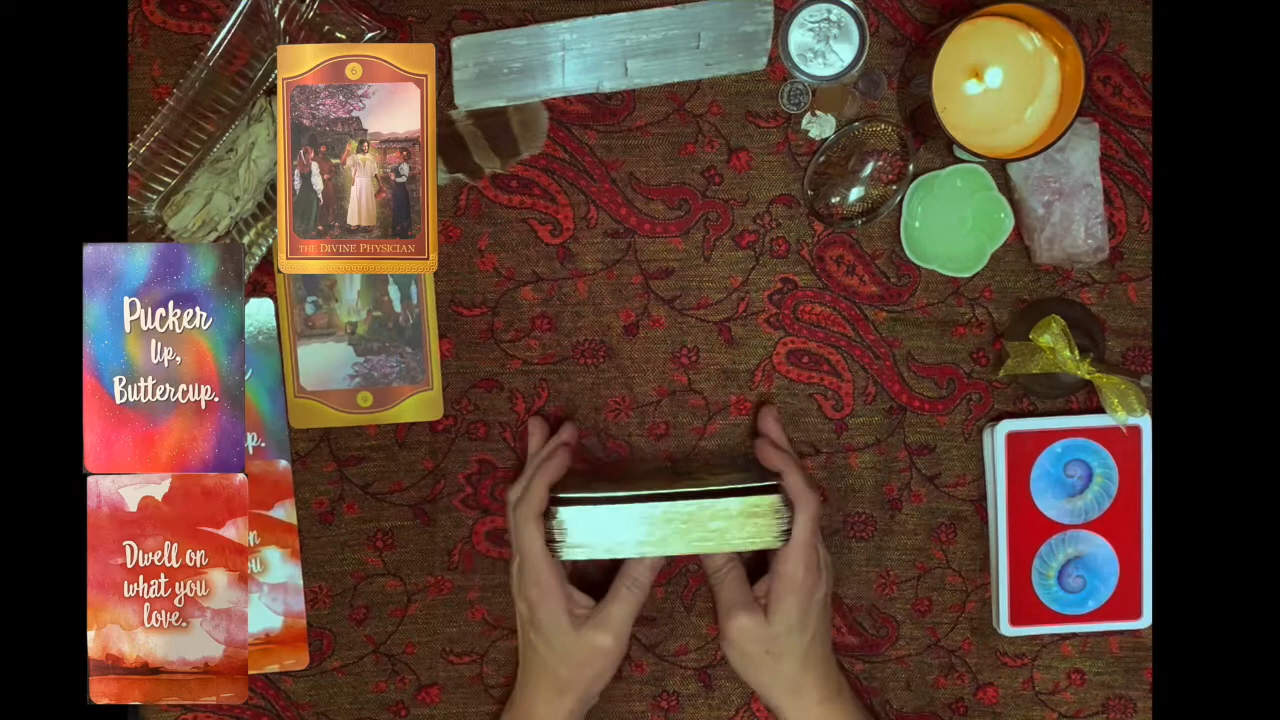 6
THE DIVINE PHYSICIAN
Pucker
Up,
Buttercup.
Dwell on
what you
love.